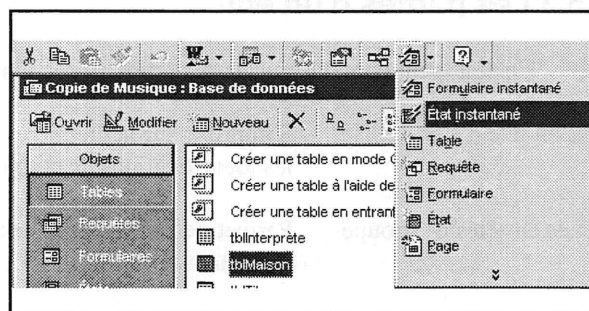 Copie de Musique : Base de données
Ouvrir Modifier Nouveau
Objets
Tables
Requêtes
Formulaires
Créer une table en mode
Créer une table à l'aide de
Créer une table en entrant
tblInterprète
tblMaison
Formulaire instantané
État instantané
Table
Requête
Formulaire
État
Page